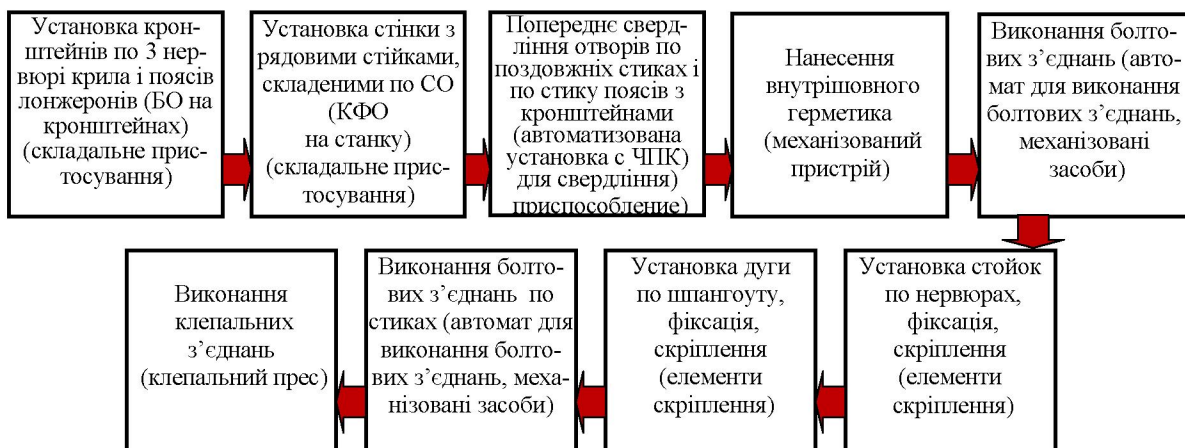 Установка крон-
штейнів по 3 нер-
вюрі крила і поясів
лонжеронів (БО на
кронштейнах)
(складальне прис-
тосування)
Установка стінки з
рядовими стійками,
складеними по СО
(КФО
на станку)
(складальне прис-
тосування)
Попереднє сверд-
ління отворів по
поздовжніх стиках і
по стику поясів з
кронштейнами
(автоматизована
установка с ЧПК)
для свердління)
приспособление)
Нанесення
внутрішовного
герметика
(механізований
пристрій)
Виконання болто-
вих з’єднань (авто-
мат для виконання
болтових з’єднань,
механізовані
засоби)
Установка стойок
по нервюрах,
фіксація,
скріплення
(елементи
скріплення)
Установка дуги
по шпангоуту,
фіксація,
скріплення
(елементи
скріплення)
Виконання болто-
вих з’єднань по
стиках (автомат для
виконання болто-
вих з’єднань, меха-
нізовані засоби)
Виконання
клепальних
з’єднань
(клепальний прес)